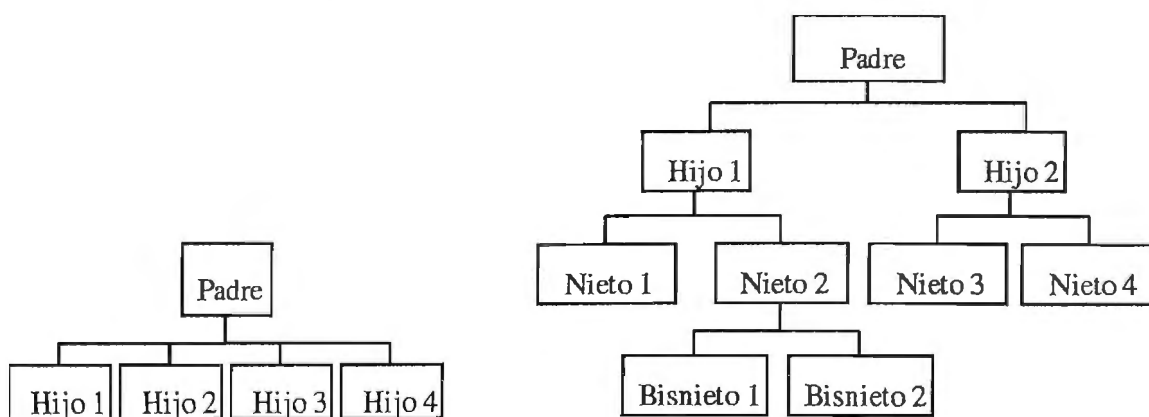 Padre
Hijo 1 Hijo 2
Nieto 1 Nieto 2 Nieto 3 Nieto 4
Bisnieto 1 Bisnieto 2
Padre
Hijo 1 Hijo 2 Hijo 3 Hijo 4